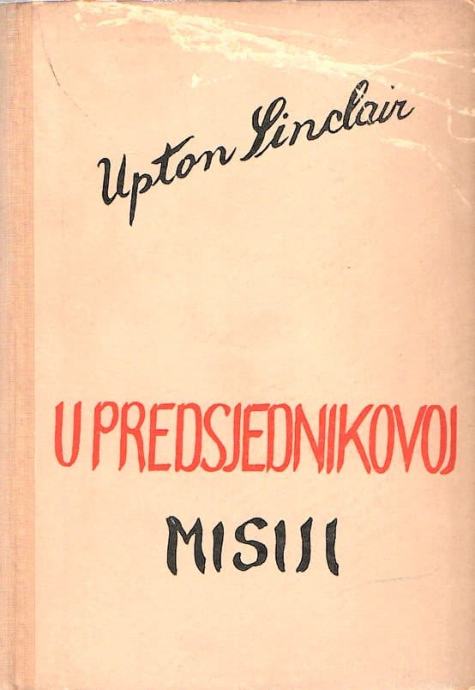 Upton Sinclair
U PREDSJEDNIKOVOJ
MISIJI